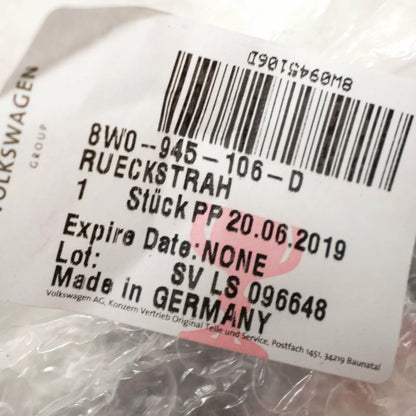 VOLKSWAGEN
GROUP
8W0945106D
8W0-945-106-D
RUECKSTRAH
1 Stück PP 20.06.2019
Expire Date: NONE
Lot: SV LS 096648
Made in GERMANY
Volkswagen AG, Konzern Vertrieb Original Teile und Service, Postfach 1451, 34219 Baunatal